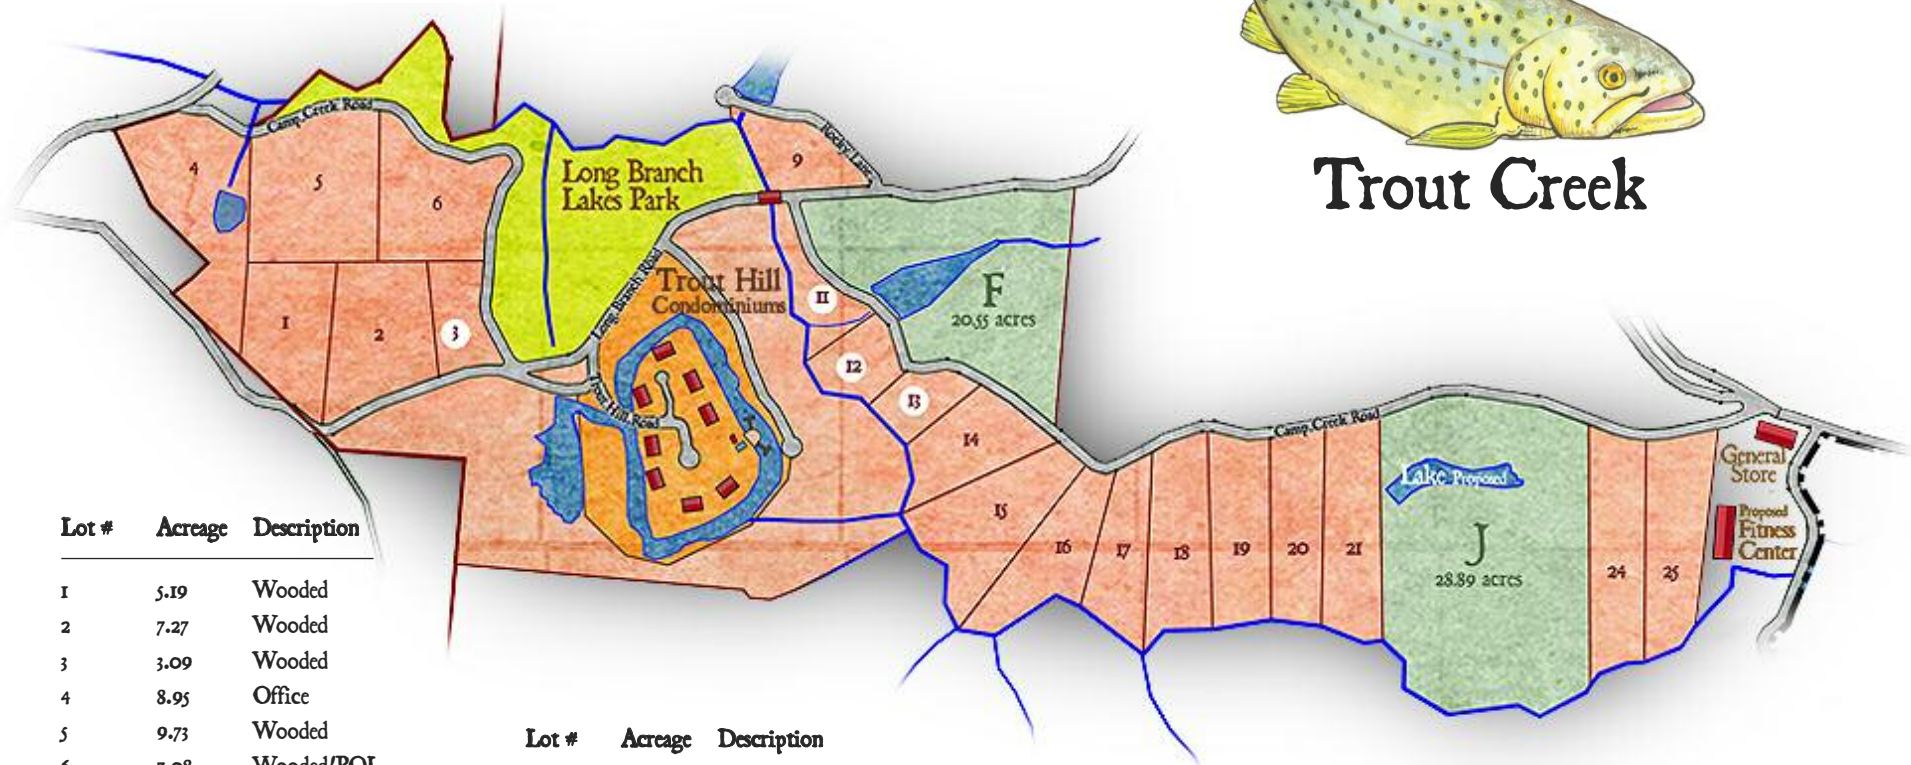 Trout Creek
Camp Creek Road
Rocky Lane
4
5
6
9
Long Branch
Lakes Park
1
2
3
Long Branch Road
Trout Hill
Condominiums
11
F
20.55 acres
12
13
14
Trout Hill Road
15
16
17
18
19
20
21
Camp Creek Road
Lake Proposed
J
28.89 acres
24
25
General
Store
Proposed
Fitness
Center
Lot # Acreage Description
1 5.19 Wooded
2 7.27 Wooded
3 3.09 Wooded
4 8.95 Office
5 9.73 Wooded
Lot # Acreage Description